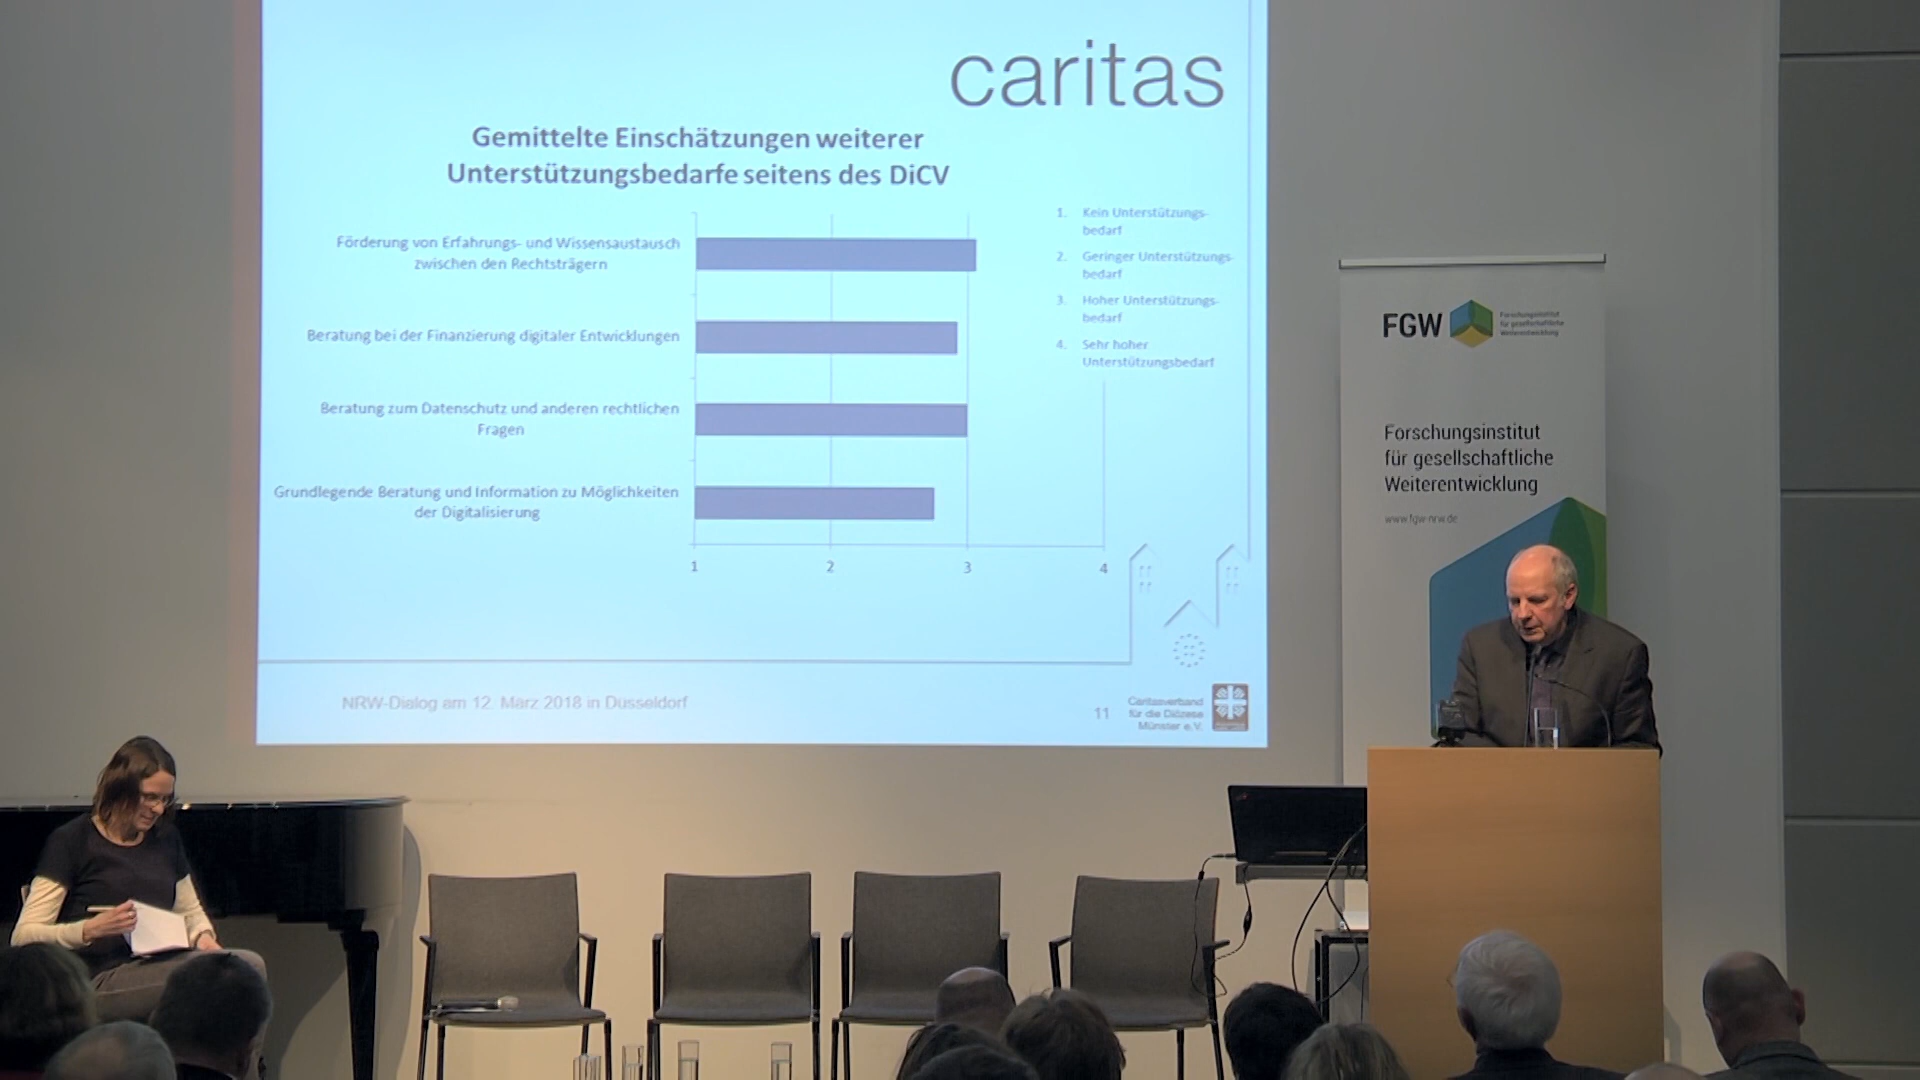 caritas
Gemittelte Einschätzungen weiterer
Unterstützungsbedarfe seitens des DiCV
Förderung von Erfahrungs- und Wissensaustausch
zwischen den Rechtsträgern
Beratung bei der Finanzierung digitaler Entwicklungen
Beratung zum Datenschutz und anderen rechtlichen
Fragen
Grundlegende Beratung und Information zu Möglichkeiten
der Digitalisierung
1 2 3 4
1. Kein Unterstützungs-
bedarf
2. Geringer Unterstützungs-
bedarf
3. Hoher Unterstützungs-
bedarf
4. Sehr hoher
Unterstützungsbedarf
NRW-Dialog am 12. März 2018 in Düsseldorf
11
Caritasverband
für die Diözese
Münster e.V.
FGW
Forschungsinstitut
für gesellschaftliche
Weiterentwicklung
Forschungsinstitut
für gesellschaftliche
Weiterentwicklung
www.fgw-nrw.de